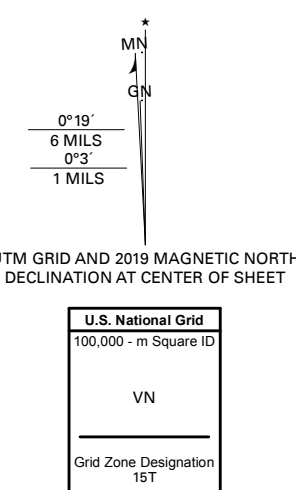 ★
MN
GN
0°19´
6 MILS
0°3´
1 MILS
UTM GRID AND 2019 MAGNETIC NORTH
DECLINATION AT CENTER OF SHEET
U.S. National Grid
100,000 - m Square ID
VN
Grid Zone Designation
15T